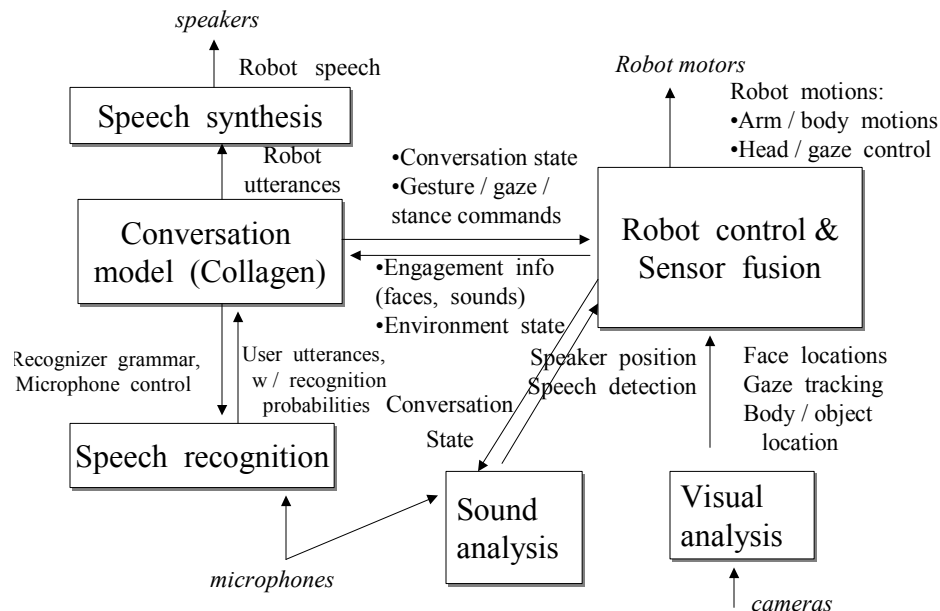 speakers
Robot speech
Speech synthesis
Robot
utterances
Conversation
model (Collagen)
•Conversation state
•Gesture / gaze /
stance commands
•Engagement info
(faces, sounds)
•Environment state
Robot motors
Robot motions:
•Arm / body motions
•Head / gaze control
Robot control &
Sensor fusion
Recognizer grammar,
Microphone control
User utterances,
w / recognition
probabilities
Speech recognition
Conversation
State
Speaker position
Speech detection
Face locations
Gaze tracking
Body / object
location
Sound
analysis
Visual
analysis
microphones
cameras